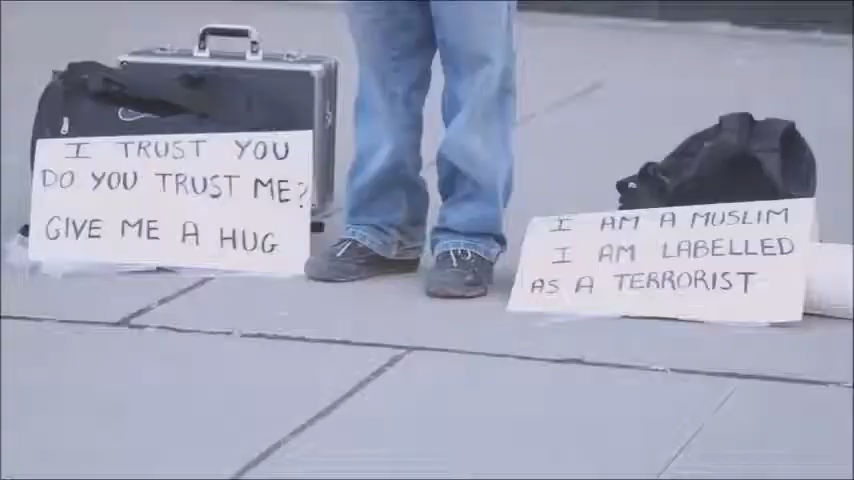 I TRUST YOU
DO YOU TRUST ME?
GIVE ME A HUG
I AM A MUSLIM
I AM LABELLED
AS A TERRORIST